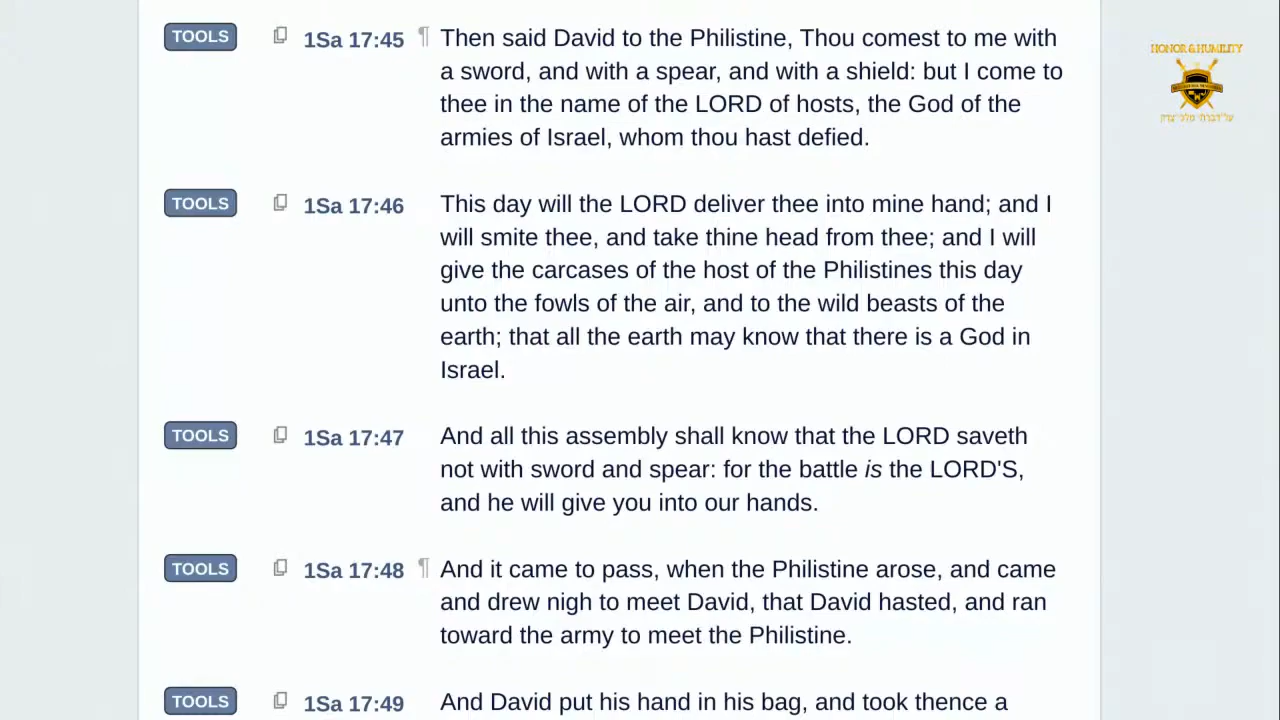 TOOLS 1Sa 17:45 ¶ Then said David to the Philistine, Thou comest to me with
a sword, and with a spear, and with a shield: but I come to
thee in the name of the LORD of hosts, the God of the
armies of Israel, whom thou hast defied.
TOOLS 1Sa 17:46 This day will the LORD deliver thee into mine hand; and I
will smite thee, and take thine head from thee; and I will
give the carcases of the host of the Philistines this day
unto the fowls of the air, and to the wild beasts of the
earth; that all the earth may know that there is a God in
Israel.
TOOLS 1Sa 17:47 And all this assembly shall know that the LORD saveth
not with sword and spear: for the battle is the LORD'S,
and he will give you into our hands.
TOOLS 1Sa 17:48 ¶ And it came to pass, when the Philistine arose, and came
and drew nigh to meet David, that David hasted, and ran
toward the army to meet the Philistine.
TOOLS 1Sa 17:49 And David put his hand in his bag, and took thence a
HONOR & HUMILITY